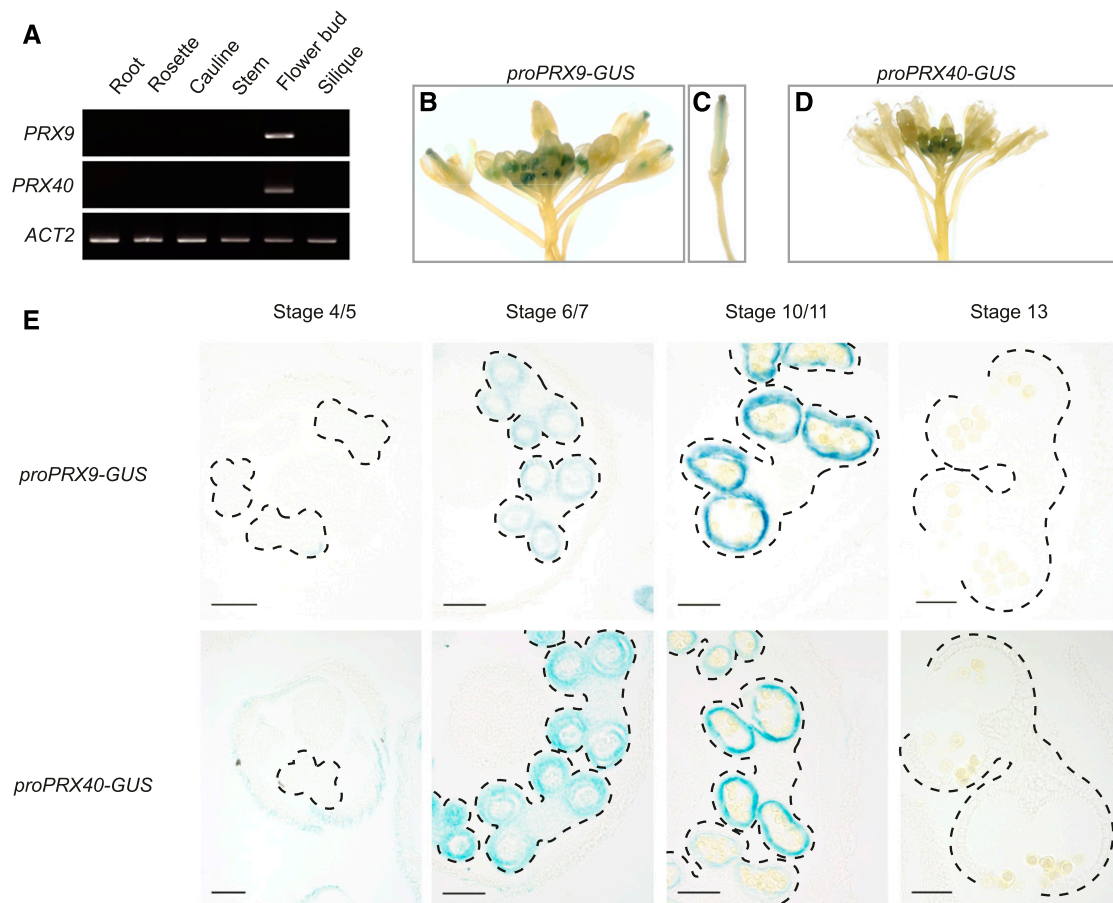 A
Root
Rosette
Cauline
Stem
Flower bud
Silique
PRX9
PRX40
ACT2
proPRX9-GUS
B
C
proPRX40-GUS
D
E
Stage 4/5
Stage 6/7
Stage 10/11
Stage 13
proPRX9-GUS
proPRX40-GUS